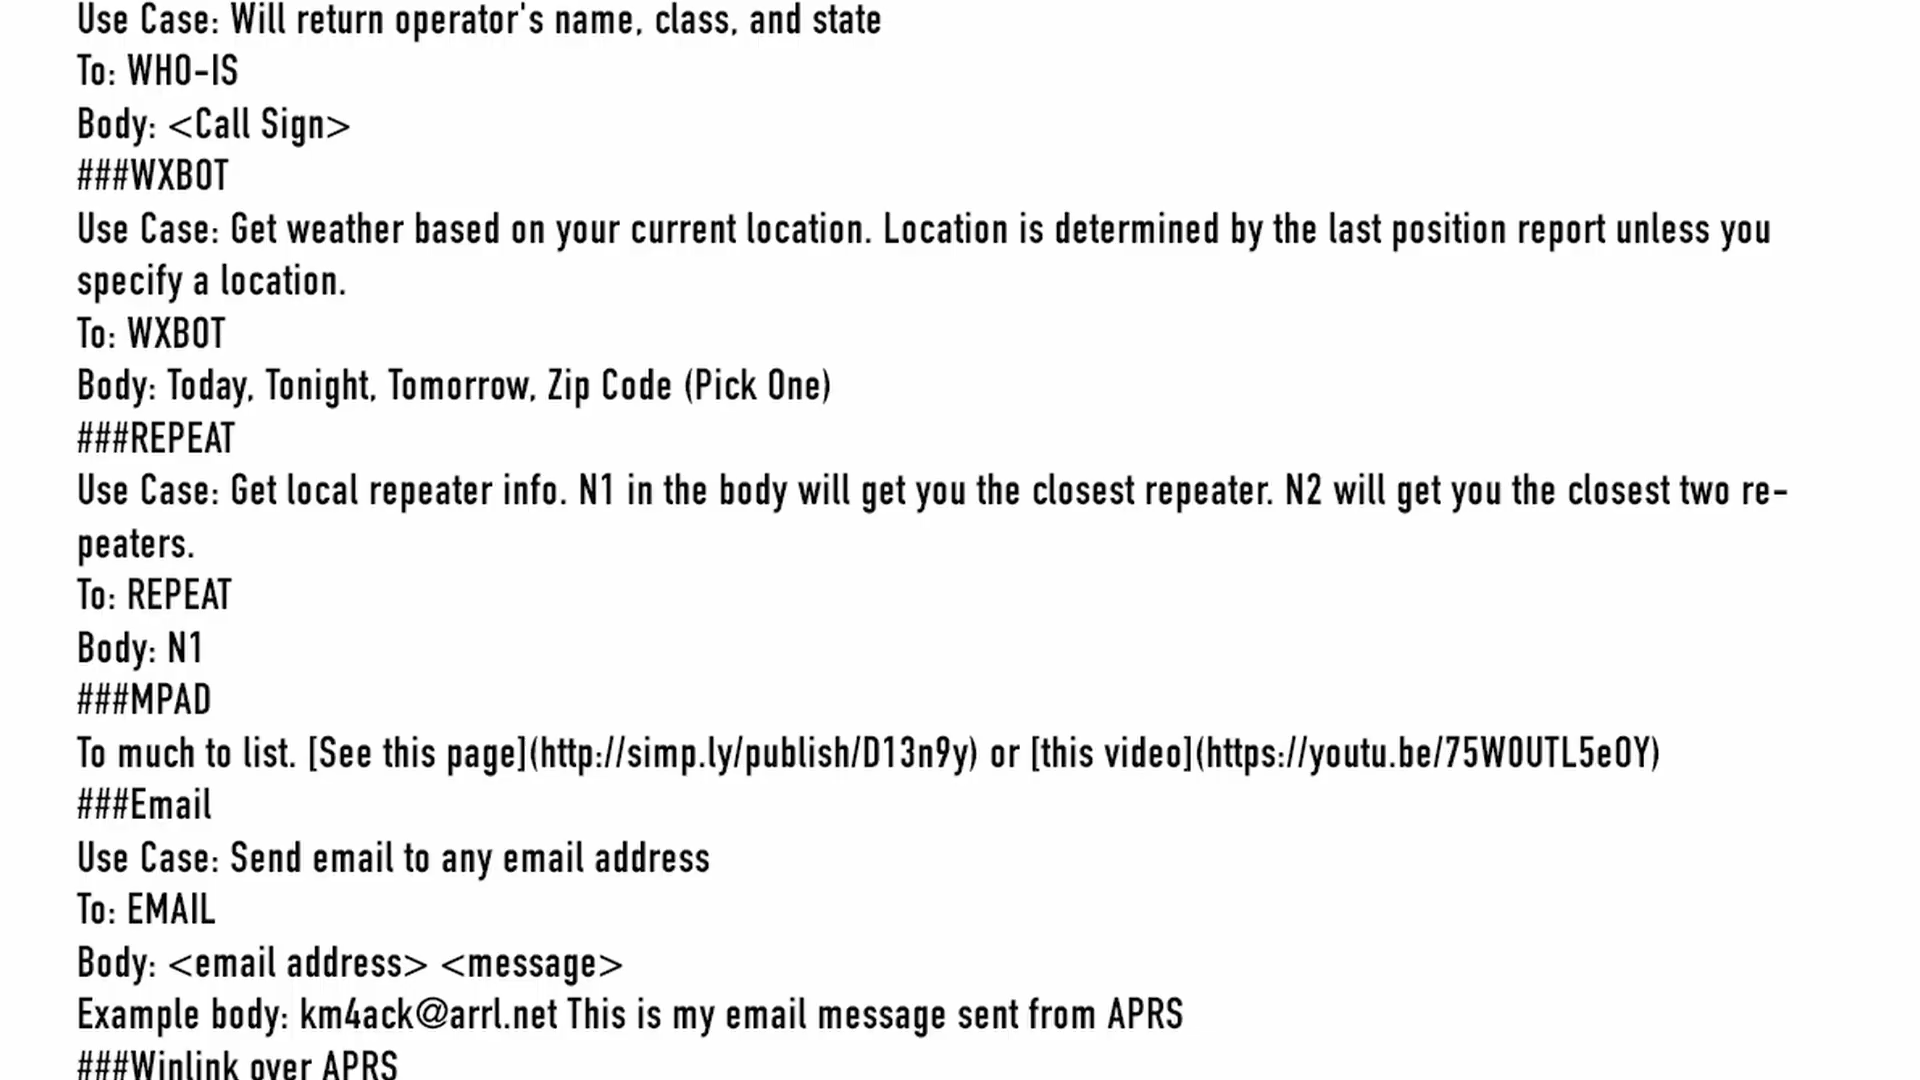 Use Case: Will return operator's name, class, and state
To: WHO-IS
Body: <Call Sign>
###WXBOT
Use Case: Get weather based on your current location. Location is determined by the last position report unless you
specify a location.
To: WXBOT
Body: Today, Tonight, Tomorrow, Zip Code (Pick One)
###REPEAT
Use Case: Get local repeater info. N1 in the body will get you the closest repeater. N2 will get you the closest two re-
peaters.
To: REPEAT
Body: N1
###MPAD
To much to list. [See this page](http://simp.ly/publish/D13n9y) or [this video](https://youtu.be/75W0UTL5e0Y)
###Email
Use Case: Send email to any email address
To: EMAIL
Body: <email address> <message>
Example body: km4ack@arrl.net This is my email message sent from APRS
###Winlink over APRS